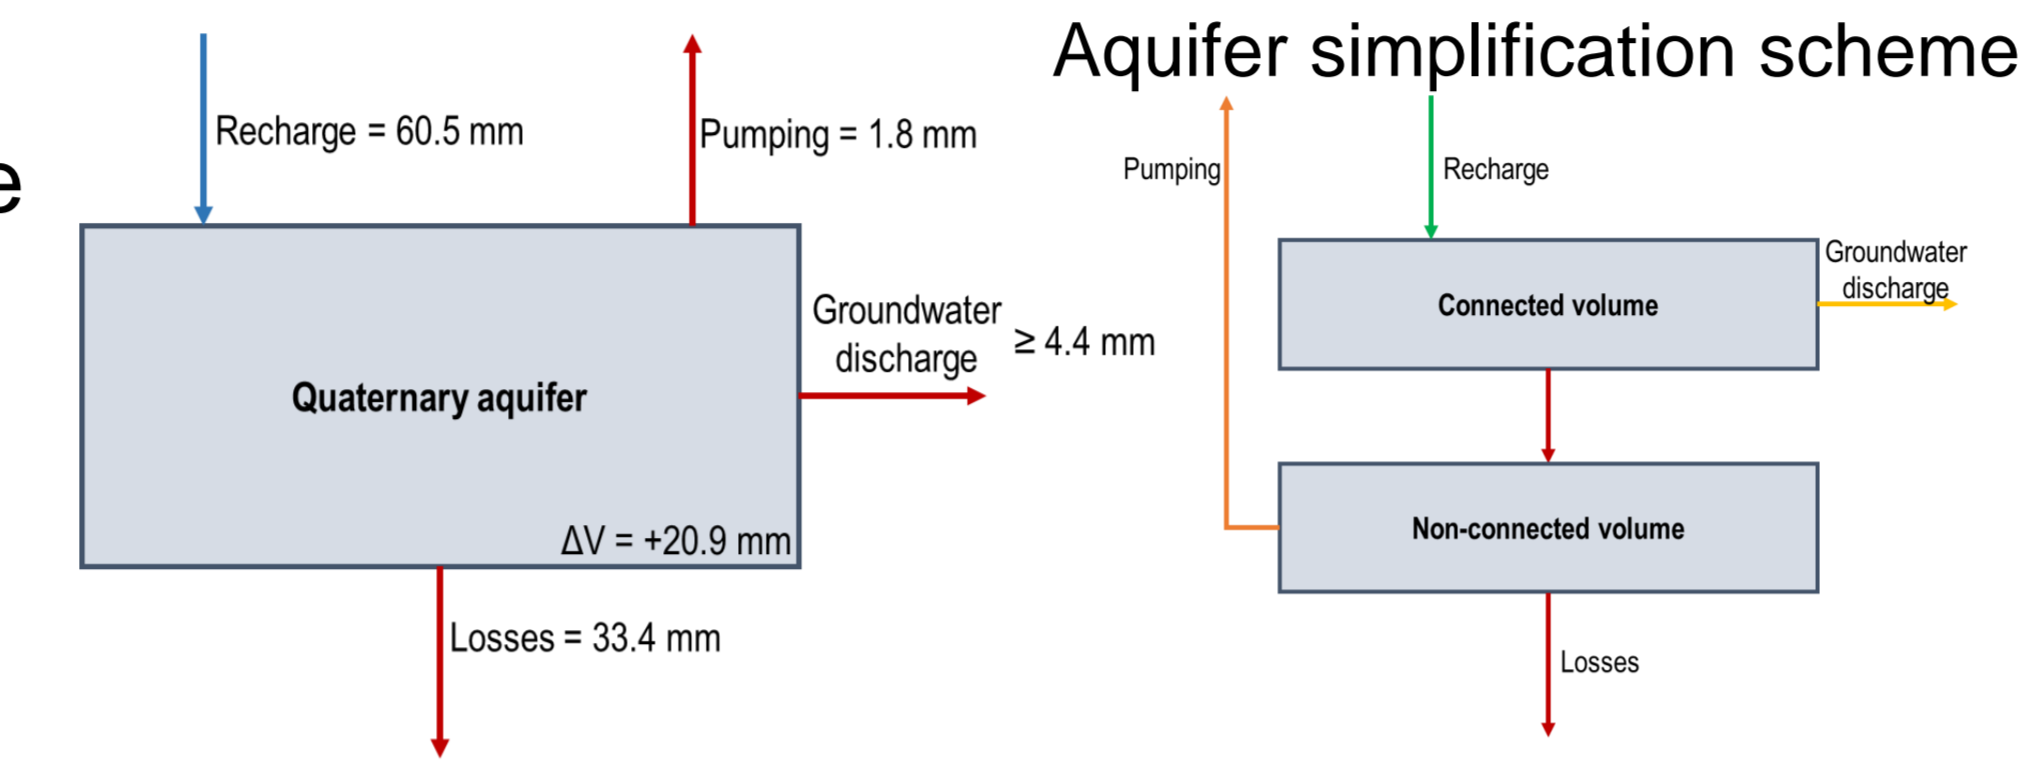 e
Recharge = 60.5 mm
Pumping = 1.8 mm
Groundwater
discharge
≥ 4.4 mm
Quaternary aquifer
ΔV = +20.9 mm
Losses = 33.4 mm
Aquifer simplification scheme
Pumping
Recharge
Connected volume
Groundwater
discharge
Non-connected volume
Losses